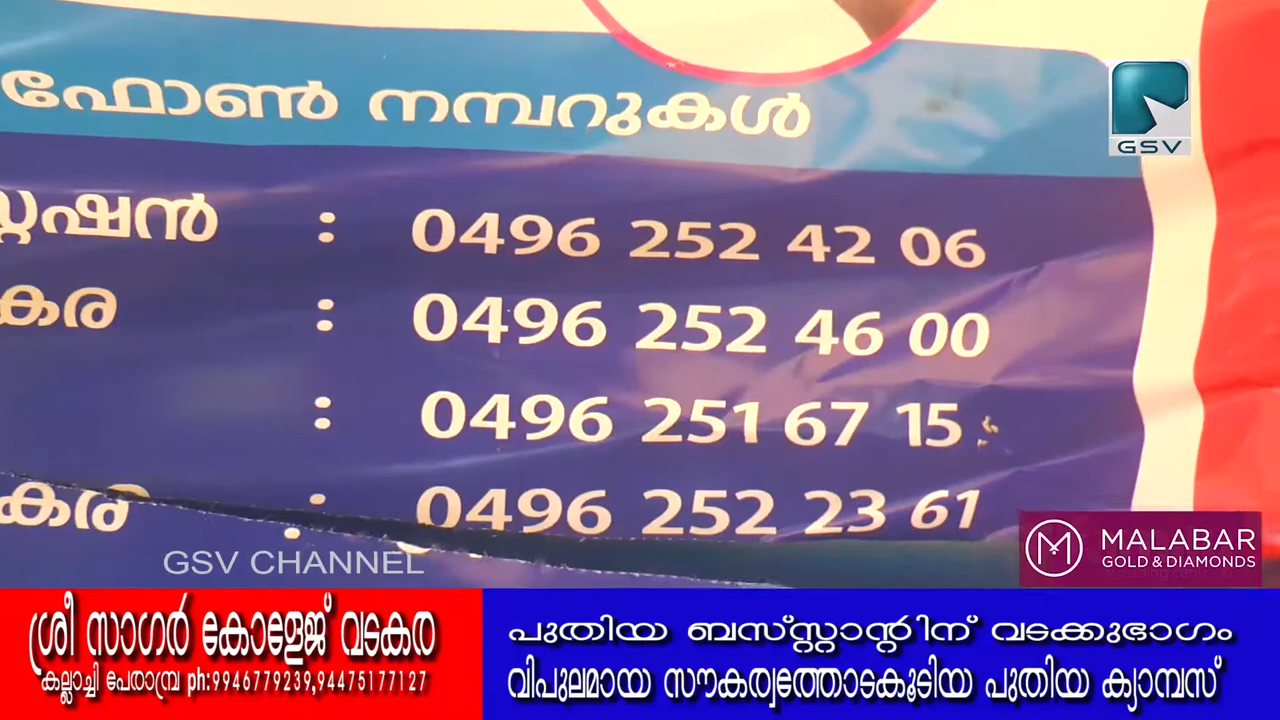 ഫോൺ നമ്പറുകൾ
GSV
സ്റ്റേഷൻ : 0496 252 42 06
കര : 0496 252 46 00
: 0496 251 67 15
കര : 0496 252 23 61
GSV CHANNEL
MALABAR
GOLD & DIAMONDS
ശ്രീ സാഗർ കോളേജ് വടകര
കല്ലാച്ചി പേരാമ്പ്ര ph:9946779239,94475177127
പുതിയ ബസ്സ്റ്റാന്റിന് വടക്കുഭാഗം
വിപുലമായ സൗകര്യത്തോടകൂടിയ പുതിയ ക്യാമ്പസ്